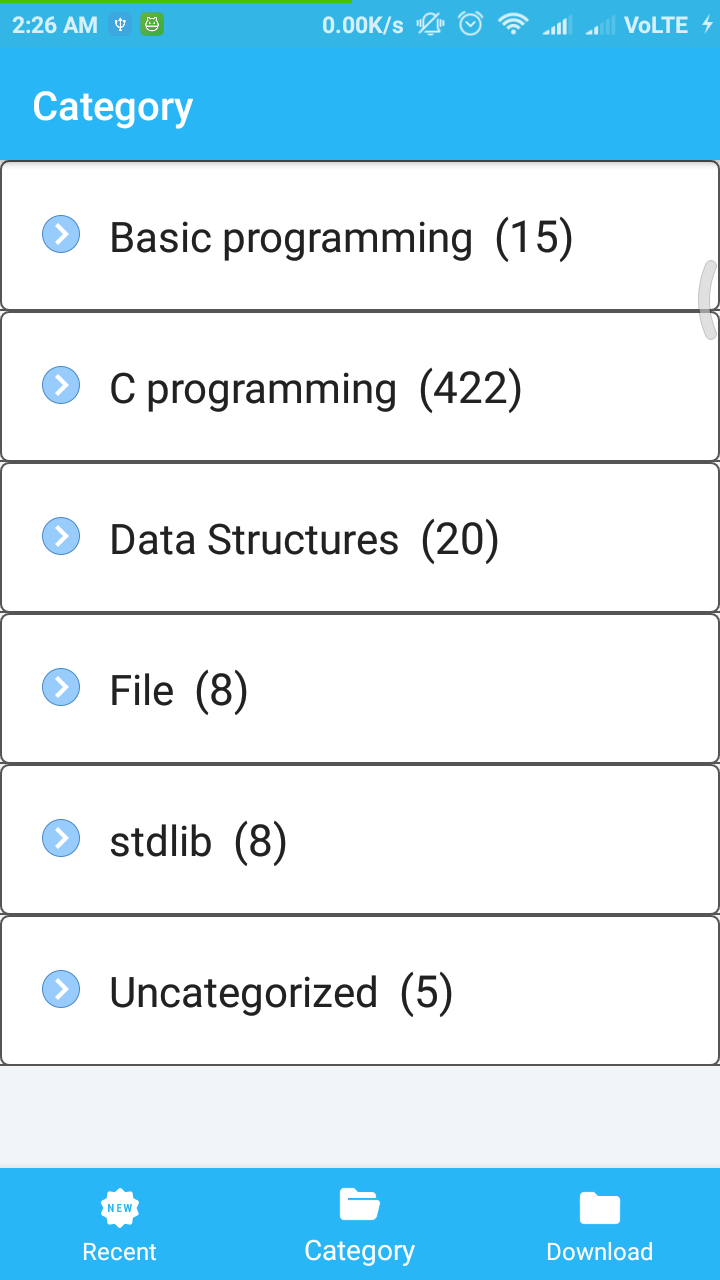 2:26 AM 0.00K/s VoLTE
Category
Basic programming (15)
C programming (422)
Data Structures (20)
File (8)
stdlib (8)
Uncategorized (5)
NEW
Recent Category Download